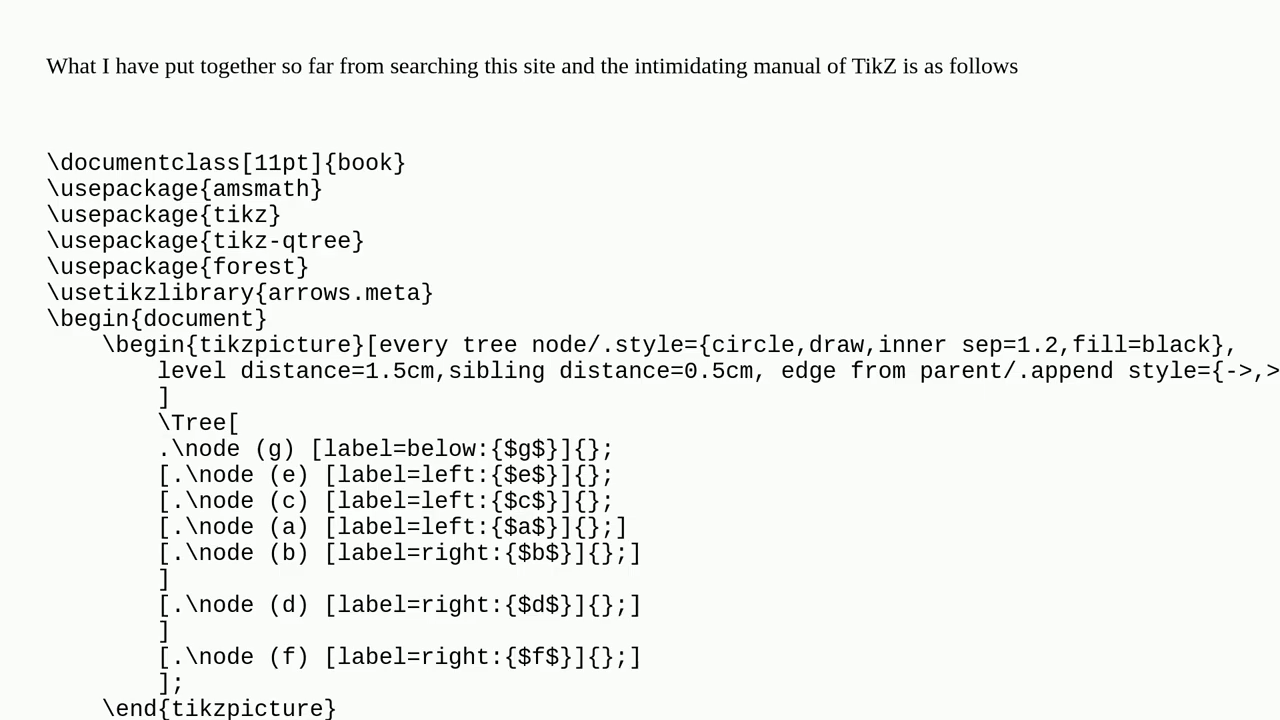 What I have put together so far from searching this site and the intimidating manual of TikZ is as follows
\documentclass[11pt]{book}
\usepackage{amsmath}
\usepackage{tikz}
\usepackage{tikz-qtree}
\usepackage{forest}
\usetikzlibrary{arrows.meta}
\begin{document}
    \begin{tikzpicture}[every tree node/.style={circle,draw,inner sep=1.2,fill=black},
        level distance=1.5cm,sibling distance=0.5cm, edge from parent/.append style={->,>
        ]
        \Tree[
        .\node (g) [label=below:{$g$}]{};
        [.\node (e) [label=left:{$e$}]{};
        [.\node (c) [label=left:{$c$}]{};
        [.\node (a) [label=left:{$a$}]{};]
        [.\node (b) [label=right:{$b$}]{};]
        ]
        [.\node (d) [label=right:{$d$}]{};]
        ]
        [.\node (f) [label=right:{$f$}]{};]
        ];
    \end{tikzpicture}